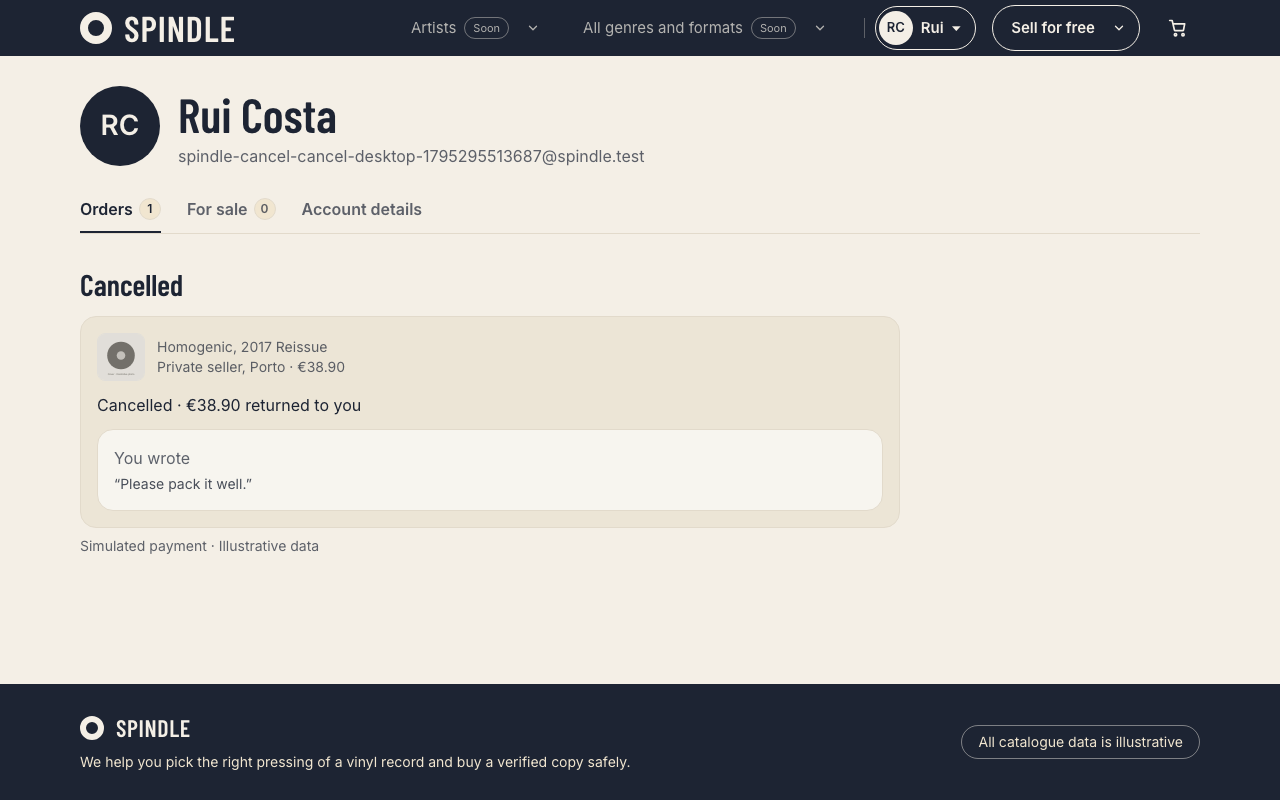 SPINDLE
Artists Soon
All genres and formats Soon
RC Rui
Sell for free
RC
Rui Costa
spindle-cancel-cancel-desktop-1795295513687@spindle.test
Orders 1
For sale 0
Account details
Cancelled
Homogenic, 2017 Reissue
Private seller, Porto · €38.90
Cancelled · €38.90 returned to you
You wrote
“Please pack it well.”
Simulated payment · Illustrative data
SPINDLE
We help you pick the right pressing of a vinyl record and buy a verified copy safely.
All catalogue data is illustrative